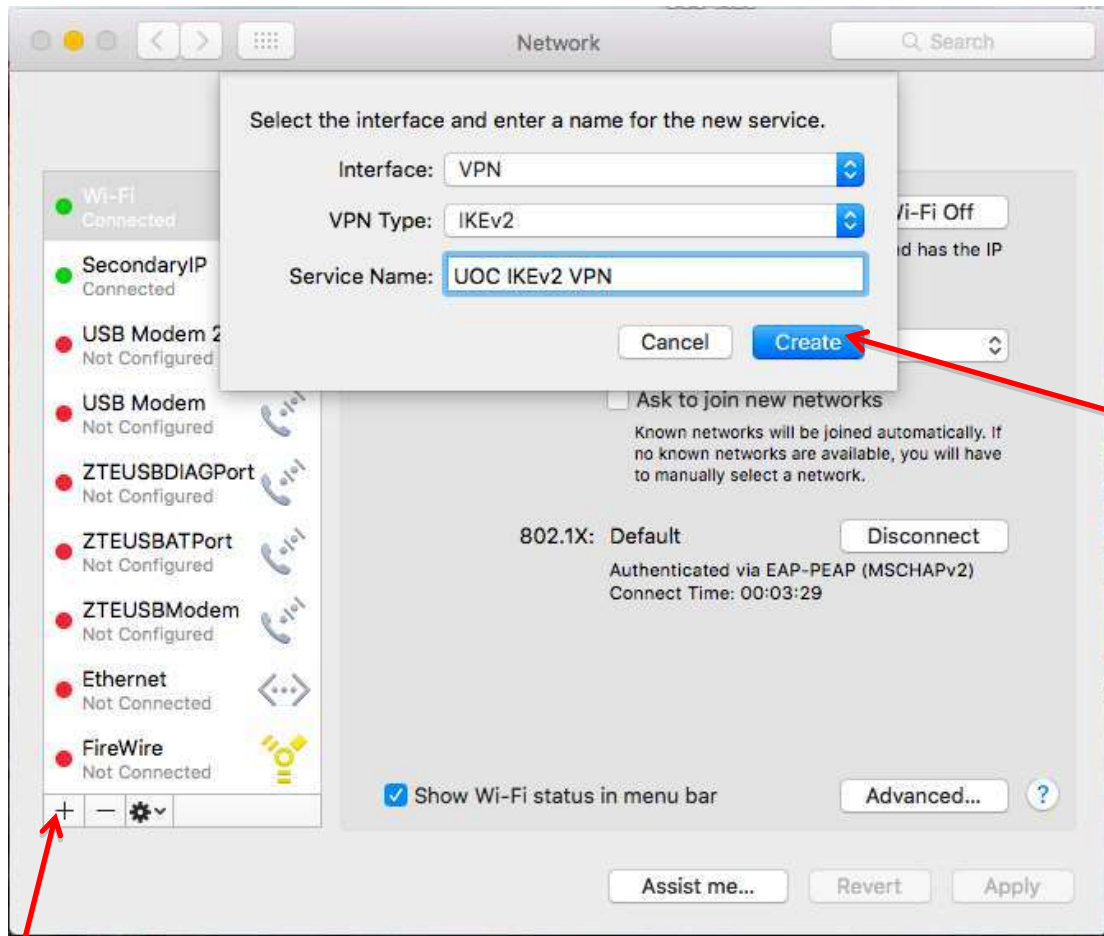 Network
Search
Select the interface and enter a name for the new service.
Interface: VPN
VPN Type: IKEv2
Service Name: UOC IKEv2 VPN
Cancel Create
Wi-Fi
Connected
SecondaryIP
Connected
USB Modem 2
Not Configured
USB Modem
Not Configured
ZTEUSBDIAGPort
Not Configured
ZTEUSBATPort
Not Configured
ZTEUSBModem
Not Configured
Ethernet
Not Connected
FireWire
Not Connected
Wi-Fi Off
has the IP
Ask to join new networks
Known networks will be joined automatically. If
no known networks are available, you will have
to manually select a network.
802.1X: Default Disconnect
Authenticated via EAP-PEAP (MSCHAPv2)
Connect Time: 00:03:29
Show Wi-Fi status in menu bar Advanced... ?
Assist me... Revert Apply